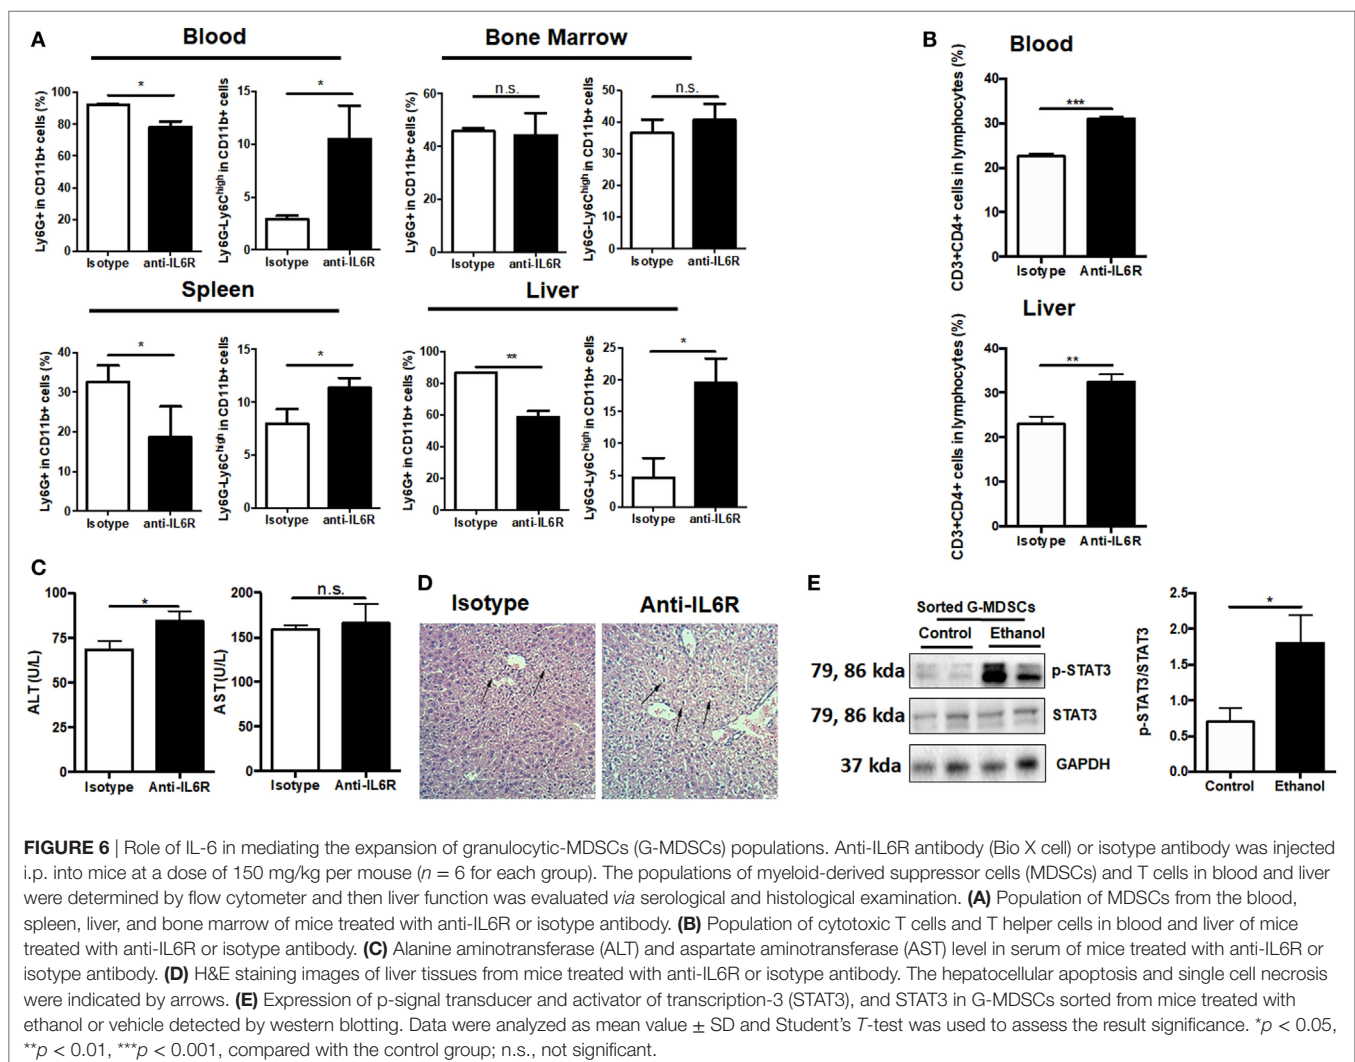 A
Blood
Bone Marrow
Ly6G+ in CD11b+ cells (%)
100
80
60
40
20
0
*
Isotype
anti-IL6R
Ly6G-Ly6Chigh in CD11b+ cells
15
10
5
0
*
Isotype
anti-IL6R
Ly6G+ in CD11b+ cells (%)
60
40
20
0
n.s.
Isotype
anti-IL6R
Ly6G-Ly6Chigh in CD11b+ cells
50
40
30
20
10
0
n.s.
Isotype
anti-IL6R
Spleen
Liver
Ly6G+ in CD11b+ cells (%)
40
30
20
10
0
*
Isotype
anti-IL6R
Ly6G-Ly6Chigh in CD11b+ cells
15
10
5
0
*
Isotype
anti-IL6R
Ly6G+ in CD11b+ cells (%)
100
80
60
40
20
0
**
Isotype
anti-IL6R
Ly6G-Ly6Chigh in CD11b+ cells
25
20
15
10
5
0
*
Isotype
anti-IL6R
B
Blood
CD3+CD4+ cells in lymphocytes (%)
40
30
20
10
0
***
Isotype
Anti-IL6R
Liver
CD3+CD4+ cells in lymphocytes (%)
40
30
20
10
0
**
Isotype
Anti-IL6R
C
ALT (U/L)
100
75
50
25
0
*
Isotype
Anti-IL6R
AST (U/L)
200
150
100
50
0
n.s.
Isotype
Anti-IL6R
D
Isotype
Anti-IL6R
E
Sorted G-MDSCs
Control
Ethanol
79, 86 kda
p-STAT3
79, 86 kda
STAT3
37 kda
GAPDH
p-STAT3/STAT3
2.5
2.0
1.5
1.0
0.5
0.0
*
Control
Ethanol
FIGURE 6 | Role of IL-6 in mediating the expansion of granulocytic-MDSCs (G-MDSCs) populations. Anti-IL6R antibody (Bio X cell) or isotype antibody was injected
i.p. into mice at a dose of 150 mg/kg per mouse (n = 6 for each group). The populations of myeloid-derived suppressor cells (MDSCs) and T cells in blood and liver
were determined by flow cytometer and then liver function was evaluated via serological and histological examination. (A) Population of MDSCs from the blood,
spleen, liver, and bone marrow of mice treated with anti-IL6R or isotype antibody. (B) Population of cytotoxic T cells and T helper cells in blood and liver of mice
treated with anti-IL6R or isotype antibody. (C) Alanine aminotransferase (ALT) and aspartate aminotransferase (AST) level in serum of mice treated with anti-IL6R or
isotype antibody. (D) H&E staining images of liver tissues from mice treated with anti-IL6R or isotype antibody. The hepatocellular apoptosis and single cell necrosis
were indicated by arrows. (E) Expression of p-signal transducer and activator of transcription-3 (STAT3), and STAT3 in G-MDSCs sorted from mice treated with
ethanol or vehicle detected by western blotting. Data were analyzed as mean value ± SD and Student's T-test was used to assess the result significance. *p < 0.05,
**p < 0.01, ***p < 0.001, compared with the control group; n.s., not significant.